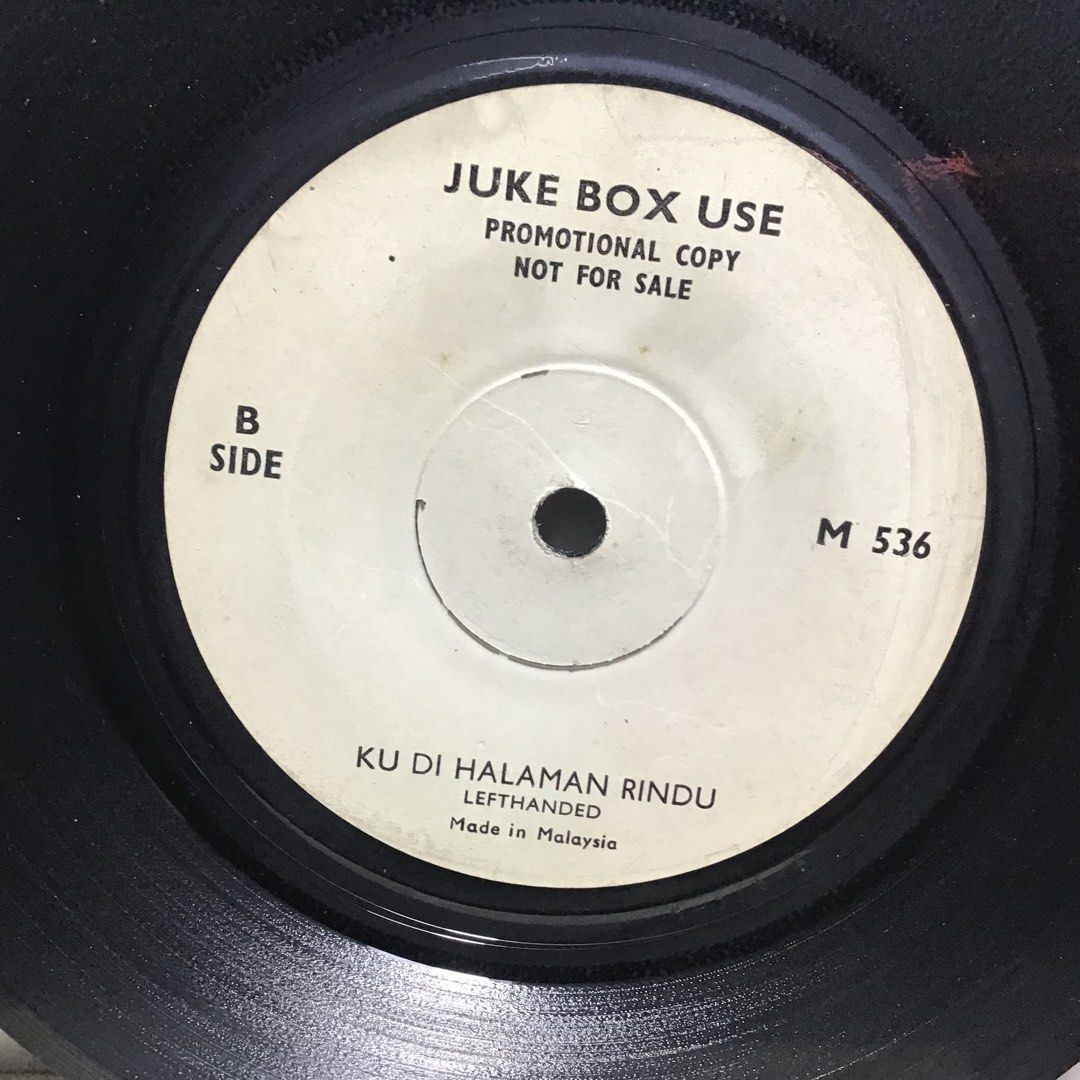 JUKE BOX USE
PROMOTIONAL COPY
NOT FOR SALE
B
SIDE
M 536
KU DI HALAMAN RINDU
LEFTHANDED
Made in Malaysia